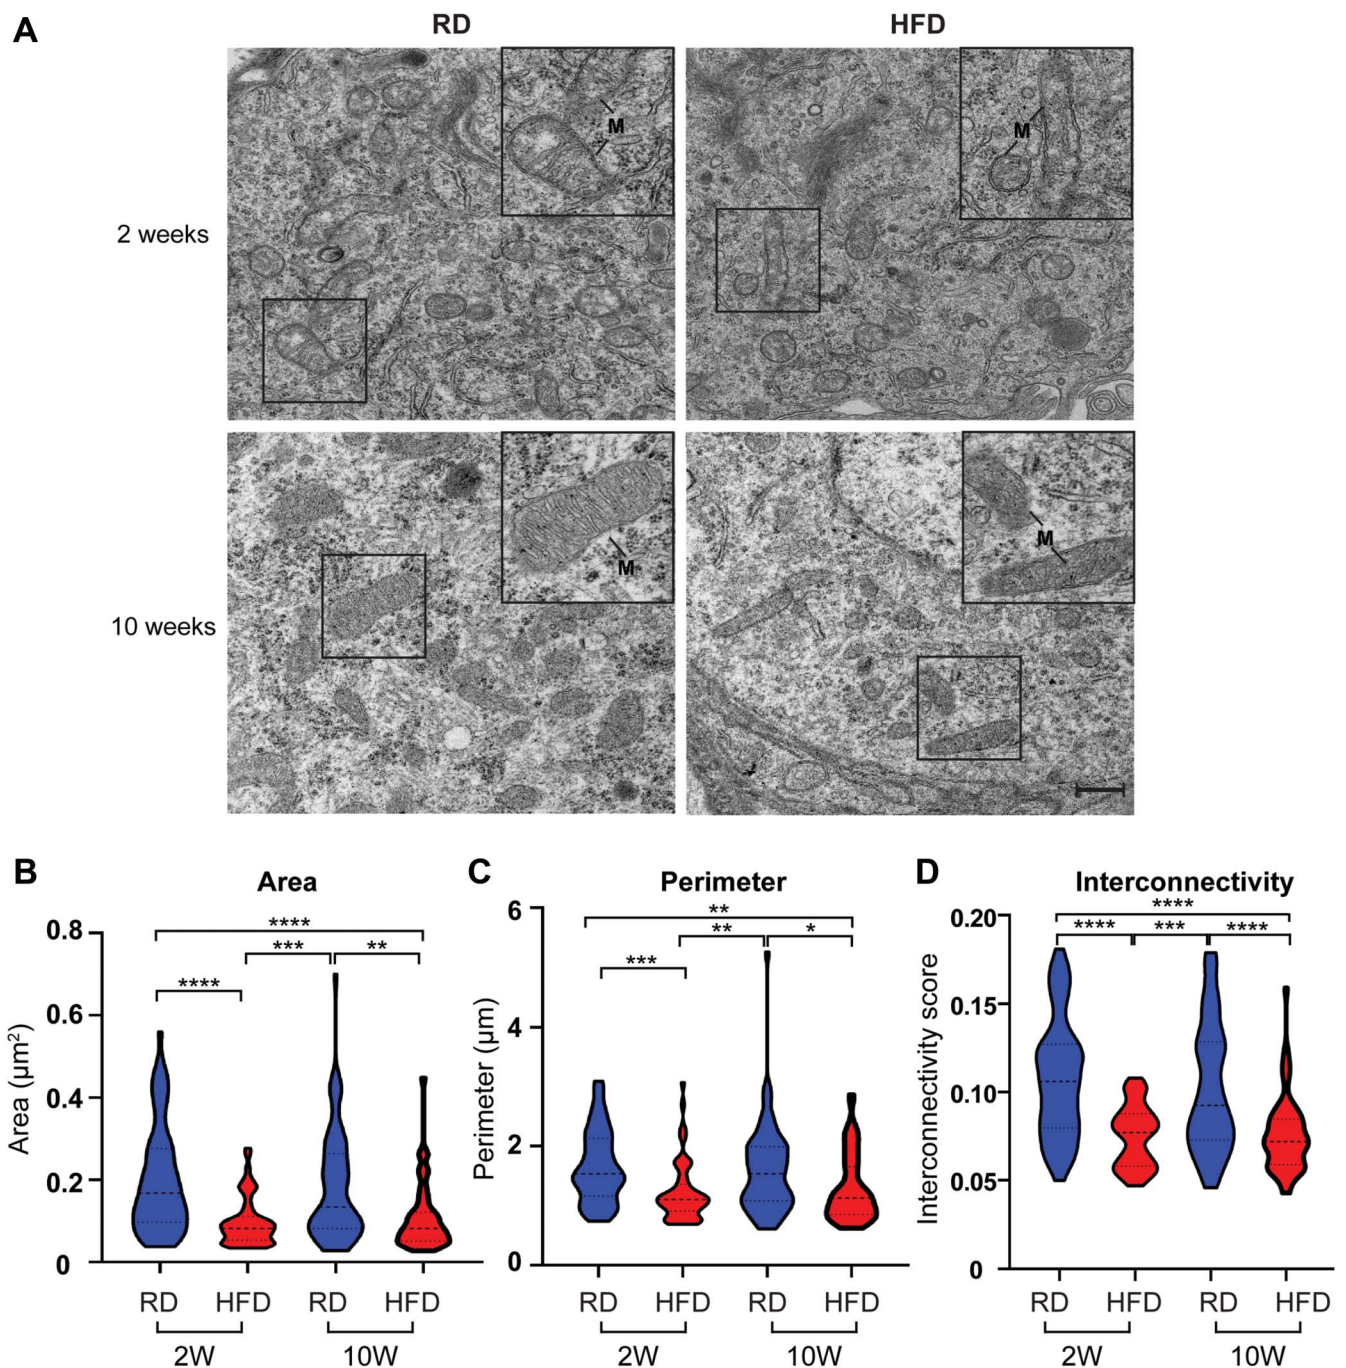 A
RD
HFD
M
M
2 weeks
M
M
10 weeks
B
Area
C
Perimeter
D
Interconnectivity
0.8
0.6
0.4
0.2
0
Area (μm²)
****
***
**
****
RD
HFD
RD
HFD
2W
10W
6
4
2
0
Perimeter (μm)
**
**
*
***
RD
HFD
RD
HFD
2W
10W
0.20
0.15
0.10
0.05
0
Interconnectivity score
****
****
***
****
RD
HFD
RD
HFD
2W
10W